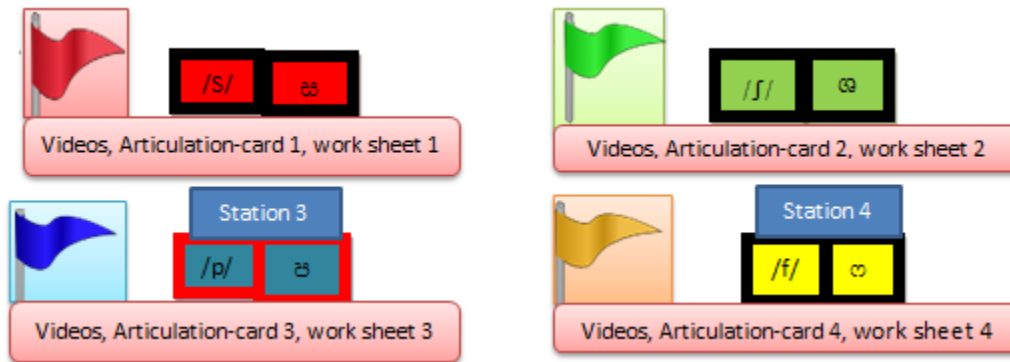 /S/ ස
Videos, Articulation-card 1, work sheet 1
/ʃ/ ශ
Videos, Articulation-card 2, work sheet 2
Station 3
/p/ ප
Videos, Articulation-card 3, work sheet 3
Station 4
/f/ ෆ
Videos, Articulation-card 4, work sheet 4